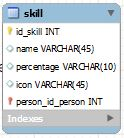 skill
id_skill INT
name VARCHAR(45)
percentage VARCHAR(10)
icon VARCHAR(45)
person_id_person INT
Indexes